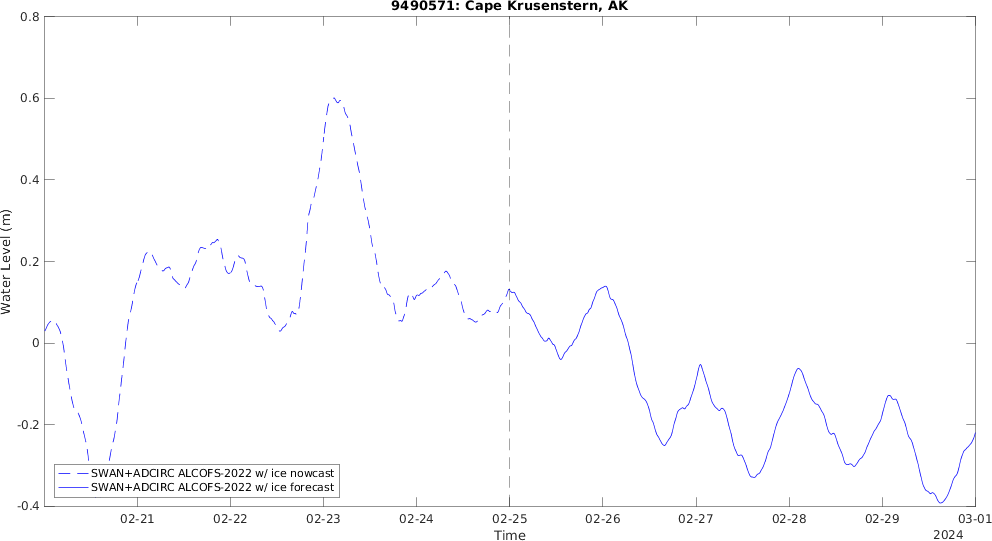 9490571: Cape Krusenstern, AK
Water Level (m)
0.8
0.6
0.4
0.2
0
-0.2
-0.4
SWAN+ADCIRC ALCOFS-2022 w/ ice nowcast
SWAN+ADCIRC ALCOFS-2022 w/ ice forecast
02-21 02-22 02-23 02-24 02-25 02-26 02-27 02-28 02-29 03-01
Time
2024